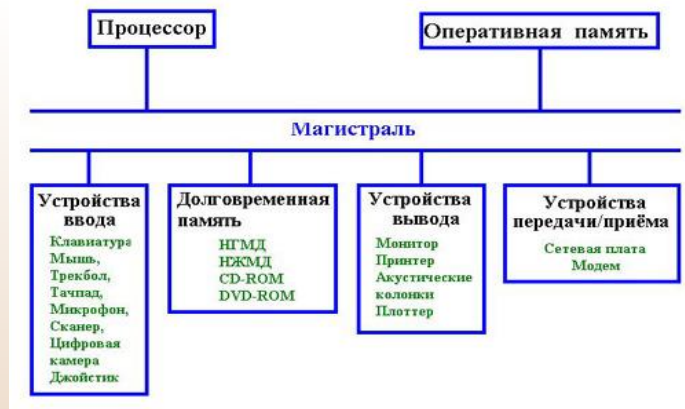 Процессор
Оперативная память
Магистраль
Устройства
ввода
Клавиатура
Мышь,
Трекбол,
Тачпад,
Микрофон,
Сканер,
Цифровая
камера
Джойстик
Долговременная
память
НГМД
НЖМД
CD-ROM
DVD-ROM
Устройства
вывода
Монитор
Принтер
Акустические
колонки
Плоттер
Устройства
передачи/приёма
Сетевая плата
Модем